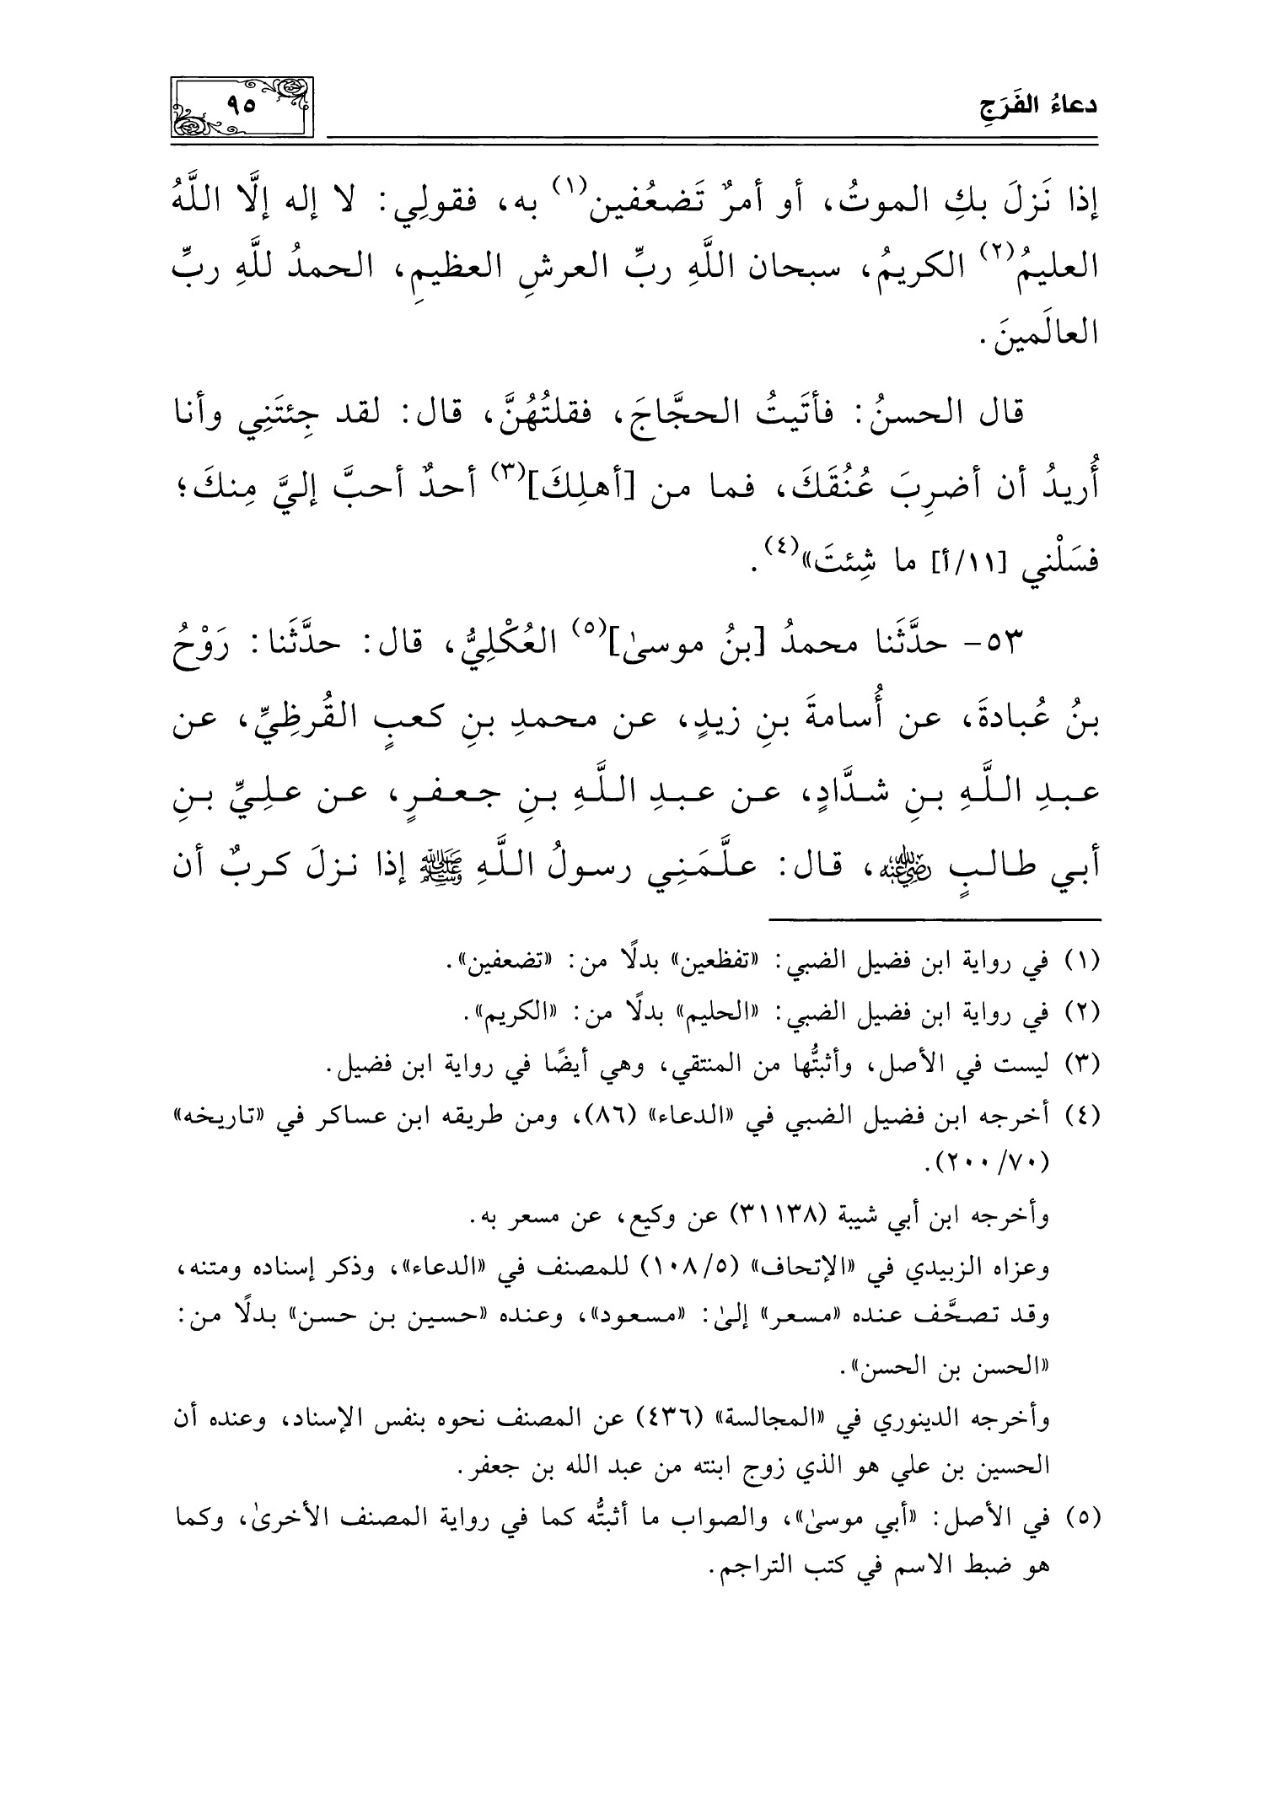 دعاءُ الفَرَجِ
٩٥
إذا نَزلَ بكِ الموتُ، أو أمرٌ تَضعُفين(١) به، فقولِي: لا إله إلَّا اللَّهُ
العليمُ(٢) الكريمُ، سبحان اللَّهِ ربِّ العرشِ العظيمِ، الحمدُ للَّهِ ربِّ
العالَمينَ.
قال الحسنُ: فأتَيتُ الحجَّاجَ، فقلتُهُنَّ، قال: لقد جِئتَنِي وأنا
أُريدُ أن أضرِبَ عُنُقَكَ، فما من [أهلِكَ](٣) أحدٌ أحبَّ إليَّ مِنكَ؛
فسَلْني [١١/أ] ما شِئتَ»(٤).
٥٣- حدَّثَنا محمدُ [بنُ موسىٰ](٥) العُكْلِيُّ، قال: حدَّثَنا: رَوْحُ
بنُ عُبادةَ، عن أُسامةَ بنِ زيدٍ، عن محمدِ بنِ كعبٍ القُرظِيِّ، عن
عبدِ اللَّهِ بنِ شدَّادٍ، عن عبدِ اللَّهِ بنِ جعفرٍ، عن علِيِّ بنِ
أبي طالبٍ رضي الله عنه، قال: علَّمَنِي رسولُ اللَّهِ ﷺ إذا نزلَ كربٌ أن
(١) في رواية ابن فضيل الضبي: «تفظعين» بدلًا من: «تضعفين».
(٢) في رواية ابن فضيل الضبي: «الحليم» بدلًا من: «الكريم».
(٣) ليست في الأصل، وأثبتُّها من المنتقي، وهي أيضًا في رواية ابن فضيل.
(٤) أخرجه ابن فضيل الضبي في «الدعاء» (٨٦)، ومن طريقه ابن عساكر في «تاريخه»
(٢٠٠/٧٠).
وأخرجه ابن أبي شيبة (٣١١٣٨) عن وكيع، عن مسعر به.
وعزاه الزبيدي في «الإتحاف» (١٠٨/٥) للمصنف في «الدعاء»، وذكر إسناده ومتنه،
وقد تصحَّف عنده «مسعر» إلىٰ: «مسعود»، وعنده «حسين بن حسن» بدلًا من:
«الحسن بن الحسن».
وأخرجه الدينوري في «المجالسة» (٤٣٦) عن المصنف نحوه بنفس الإسناد، وعنده أن
الحسين بن علي هو الذي زوج ابنته من عبد الله بن جعفر.
(٥) في الأصل: «أبي موسىٰ»، والصواب ما أثبتُّه كما في رواية المصنف الأخرىٰ، وكما
هو ضبط الاسم في كتب التراجم.